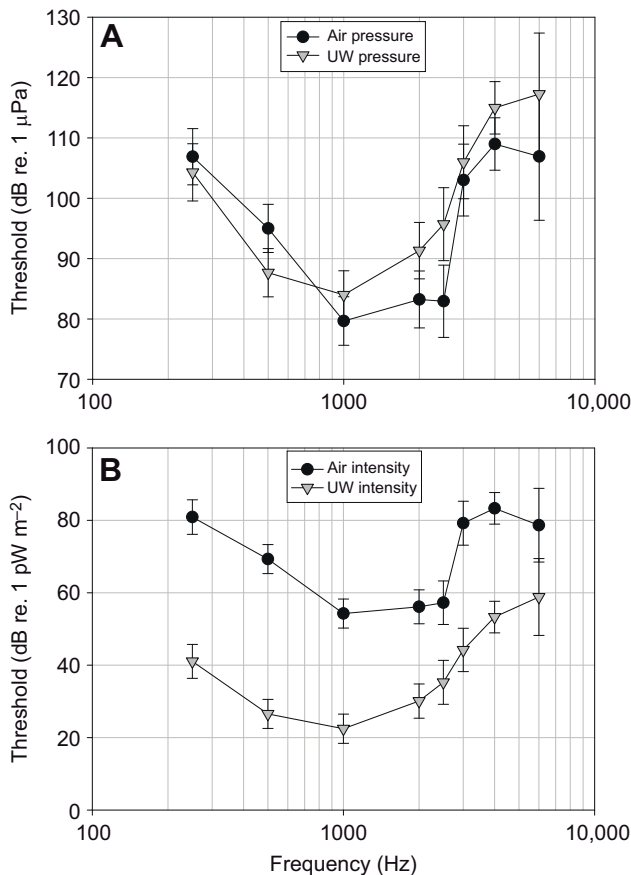 A
Air pressure
UW pressure
Threshold (dB re. 1 μPa)
130
120
110
100
90
80
70
100
1000
10,000
B
Air intensity
UW intensity
Threshold (dB re. 1 pW m⁻²)
100
80
60
40
20
0
100
1000
10,000
Frequency (Hz)